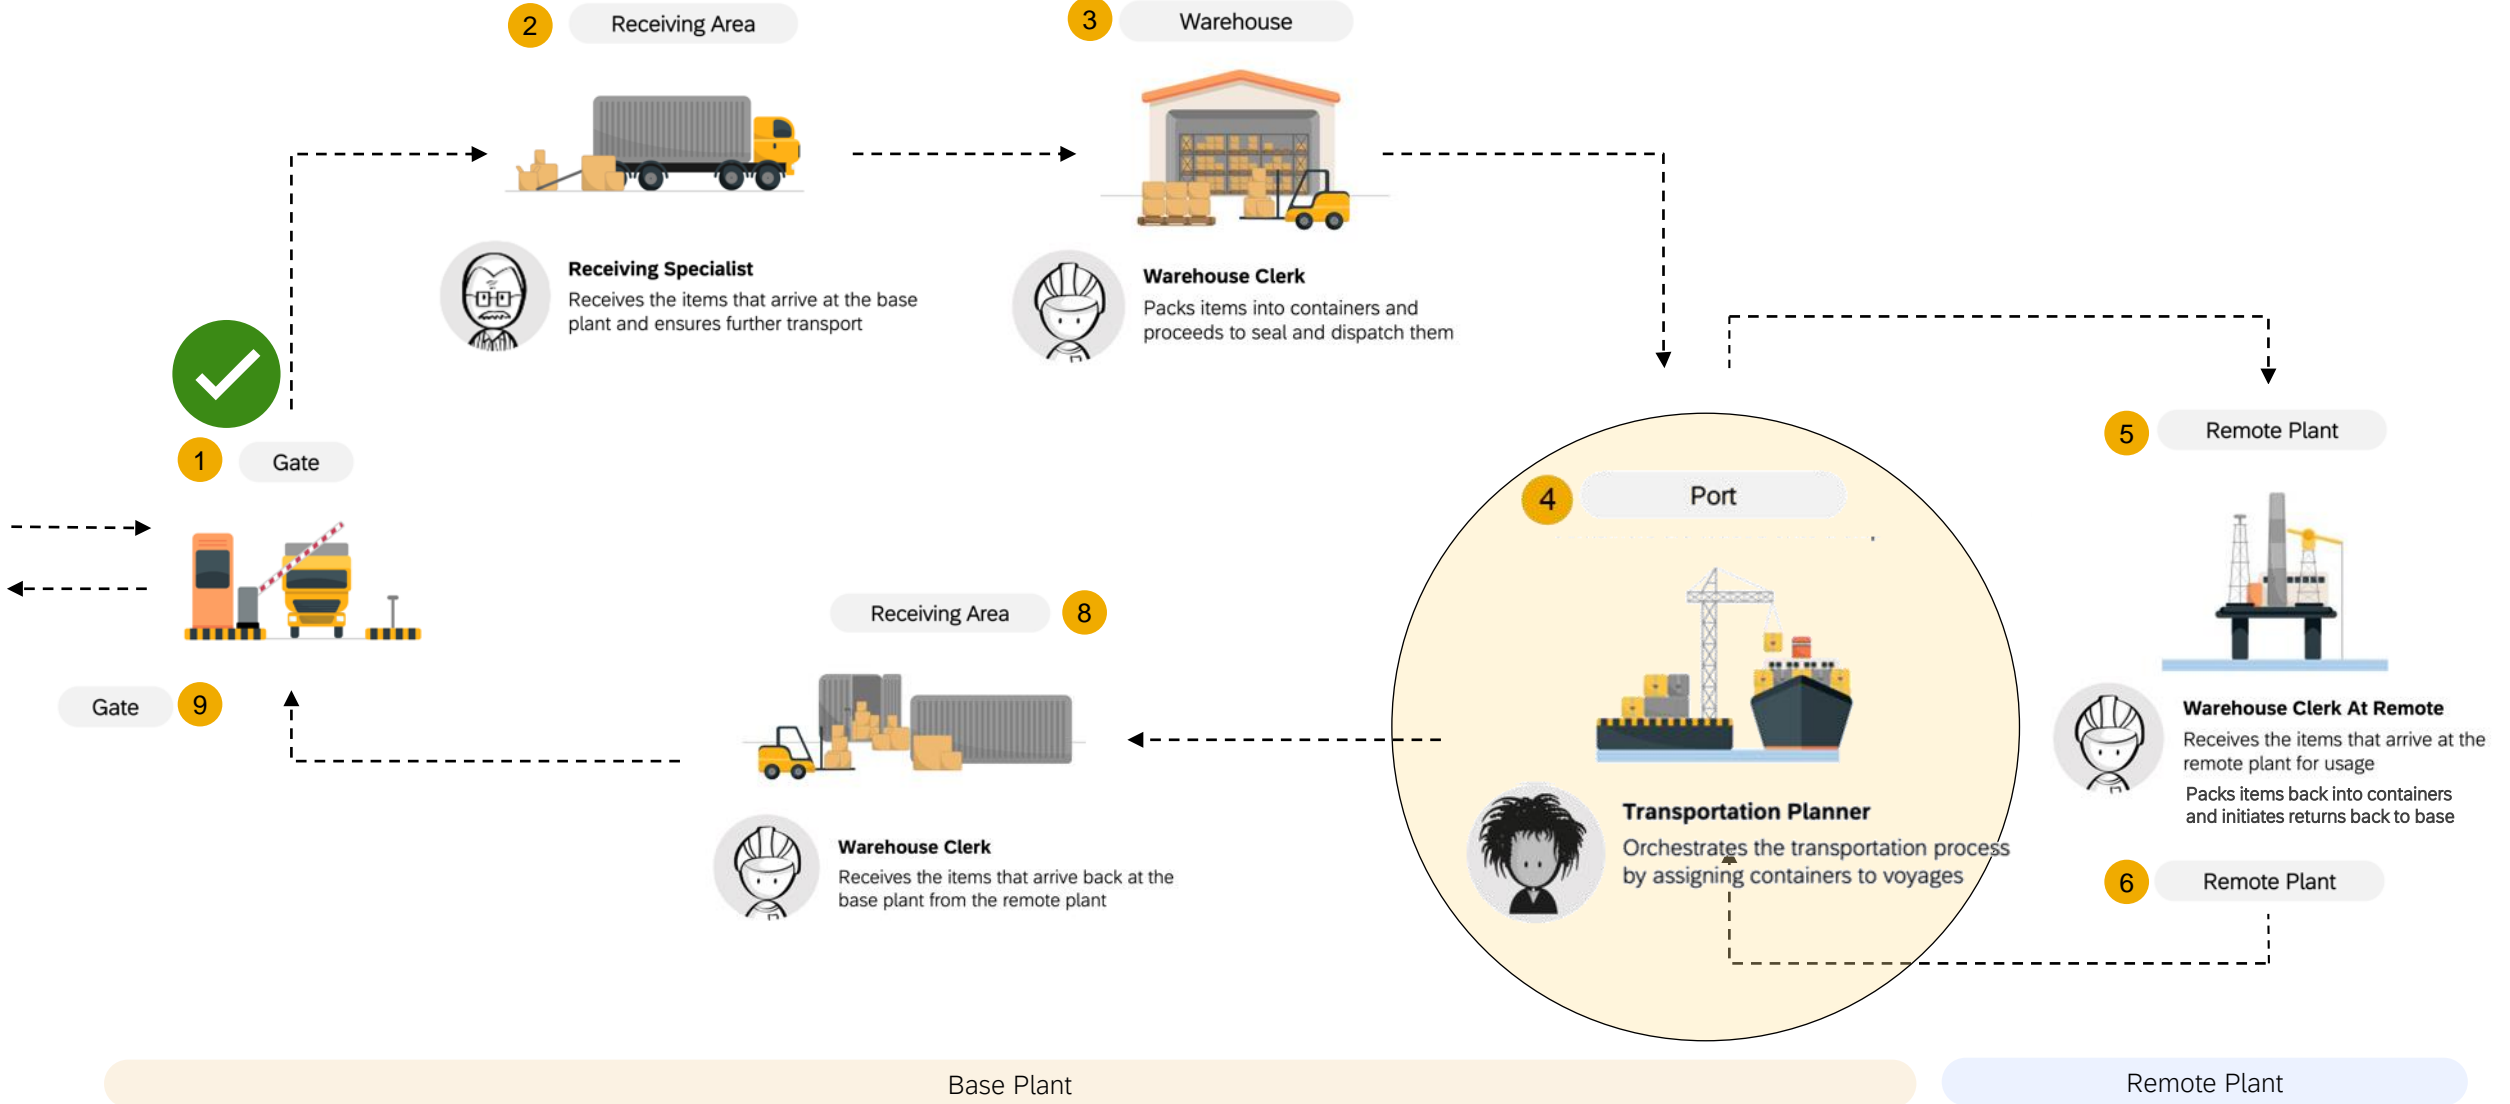 2
Receiving Area
3
Warehouse
Receiving Specialist
Receives the items that arrive at the base
plant and ensures further transport
Warehouse Clerk
Packs items into containers and
proceeds to seal and dispatch them
1
Gate
4
Port
5
Remote Plant
Receiving Area
8
Gate
9
Warehouse Clerk
Receives the items that arrive back at the
base plant from the remote plant
Transportation Planner
Orchestrates the transportation process
by assigning containers to voyages
Warehouse Clerk At Remote
Receives the items that arrive at the
remote plant for usage
Packs items back into containers
and initiates returns back to base
6
Remote Plant
Base Plant
Remote Plant